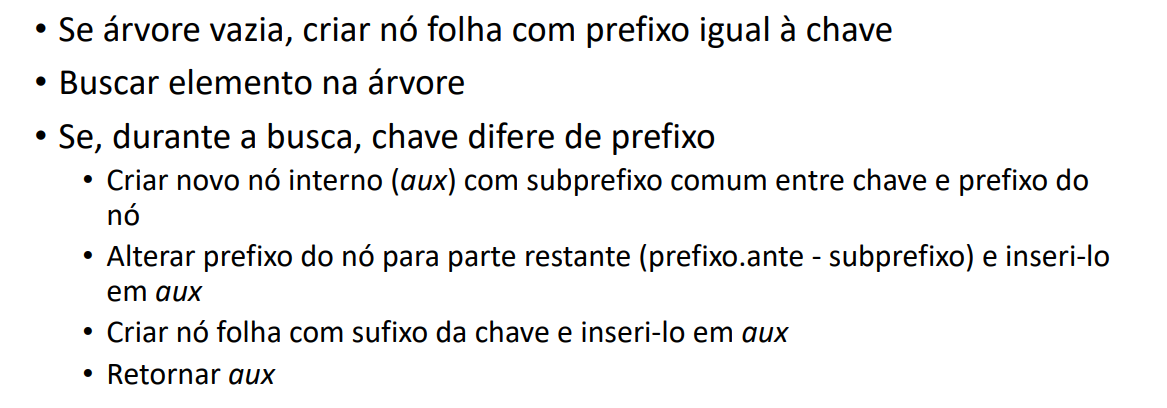 • Se árvore vazia, criar nó folha com prefixo igual à chave
• Buscar elemento na árvore
• Se, durante a busca, chave difere de prefixo
• Criar novo nó interno (aux) com subprefixo comum entre chave e prefixo do
nó
• Alterar prefixo do nó para parte restante (prefixo.ante - subprefixo) e inseri-lo
em aux
• Criar nó folha com sufixo da chave e inseri-lo em aux
• Retornar aux